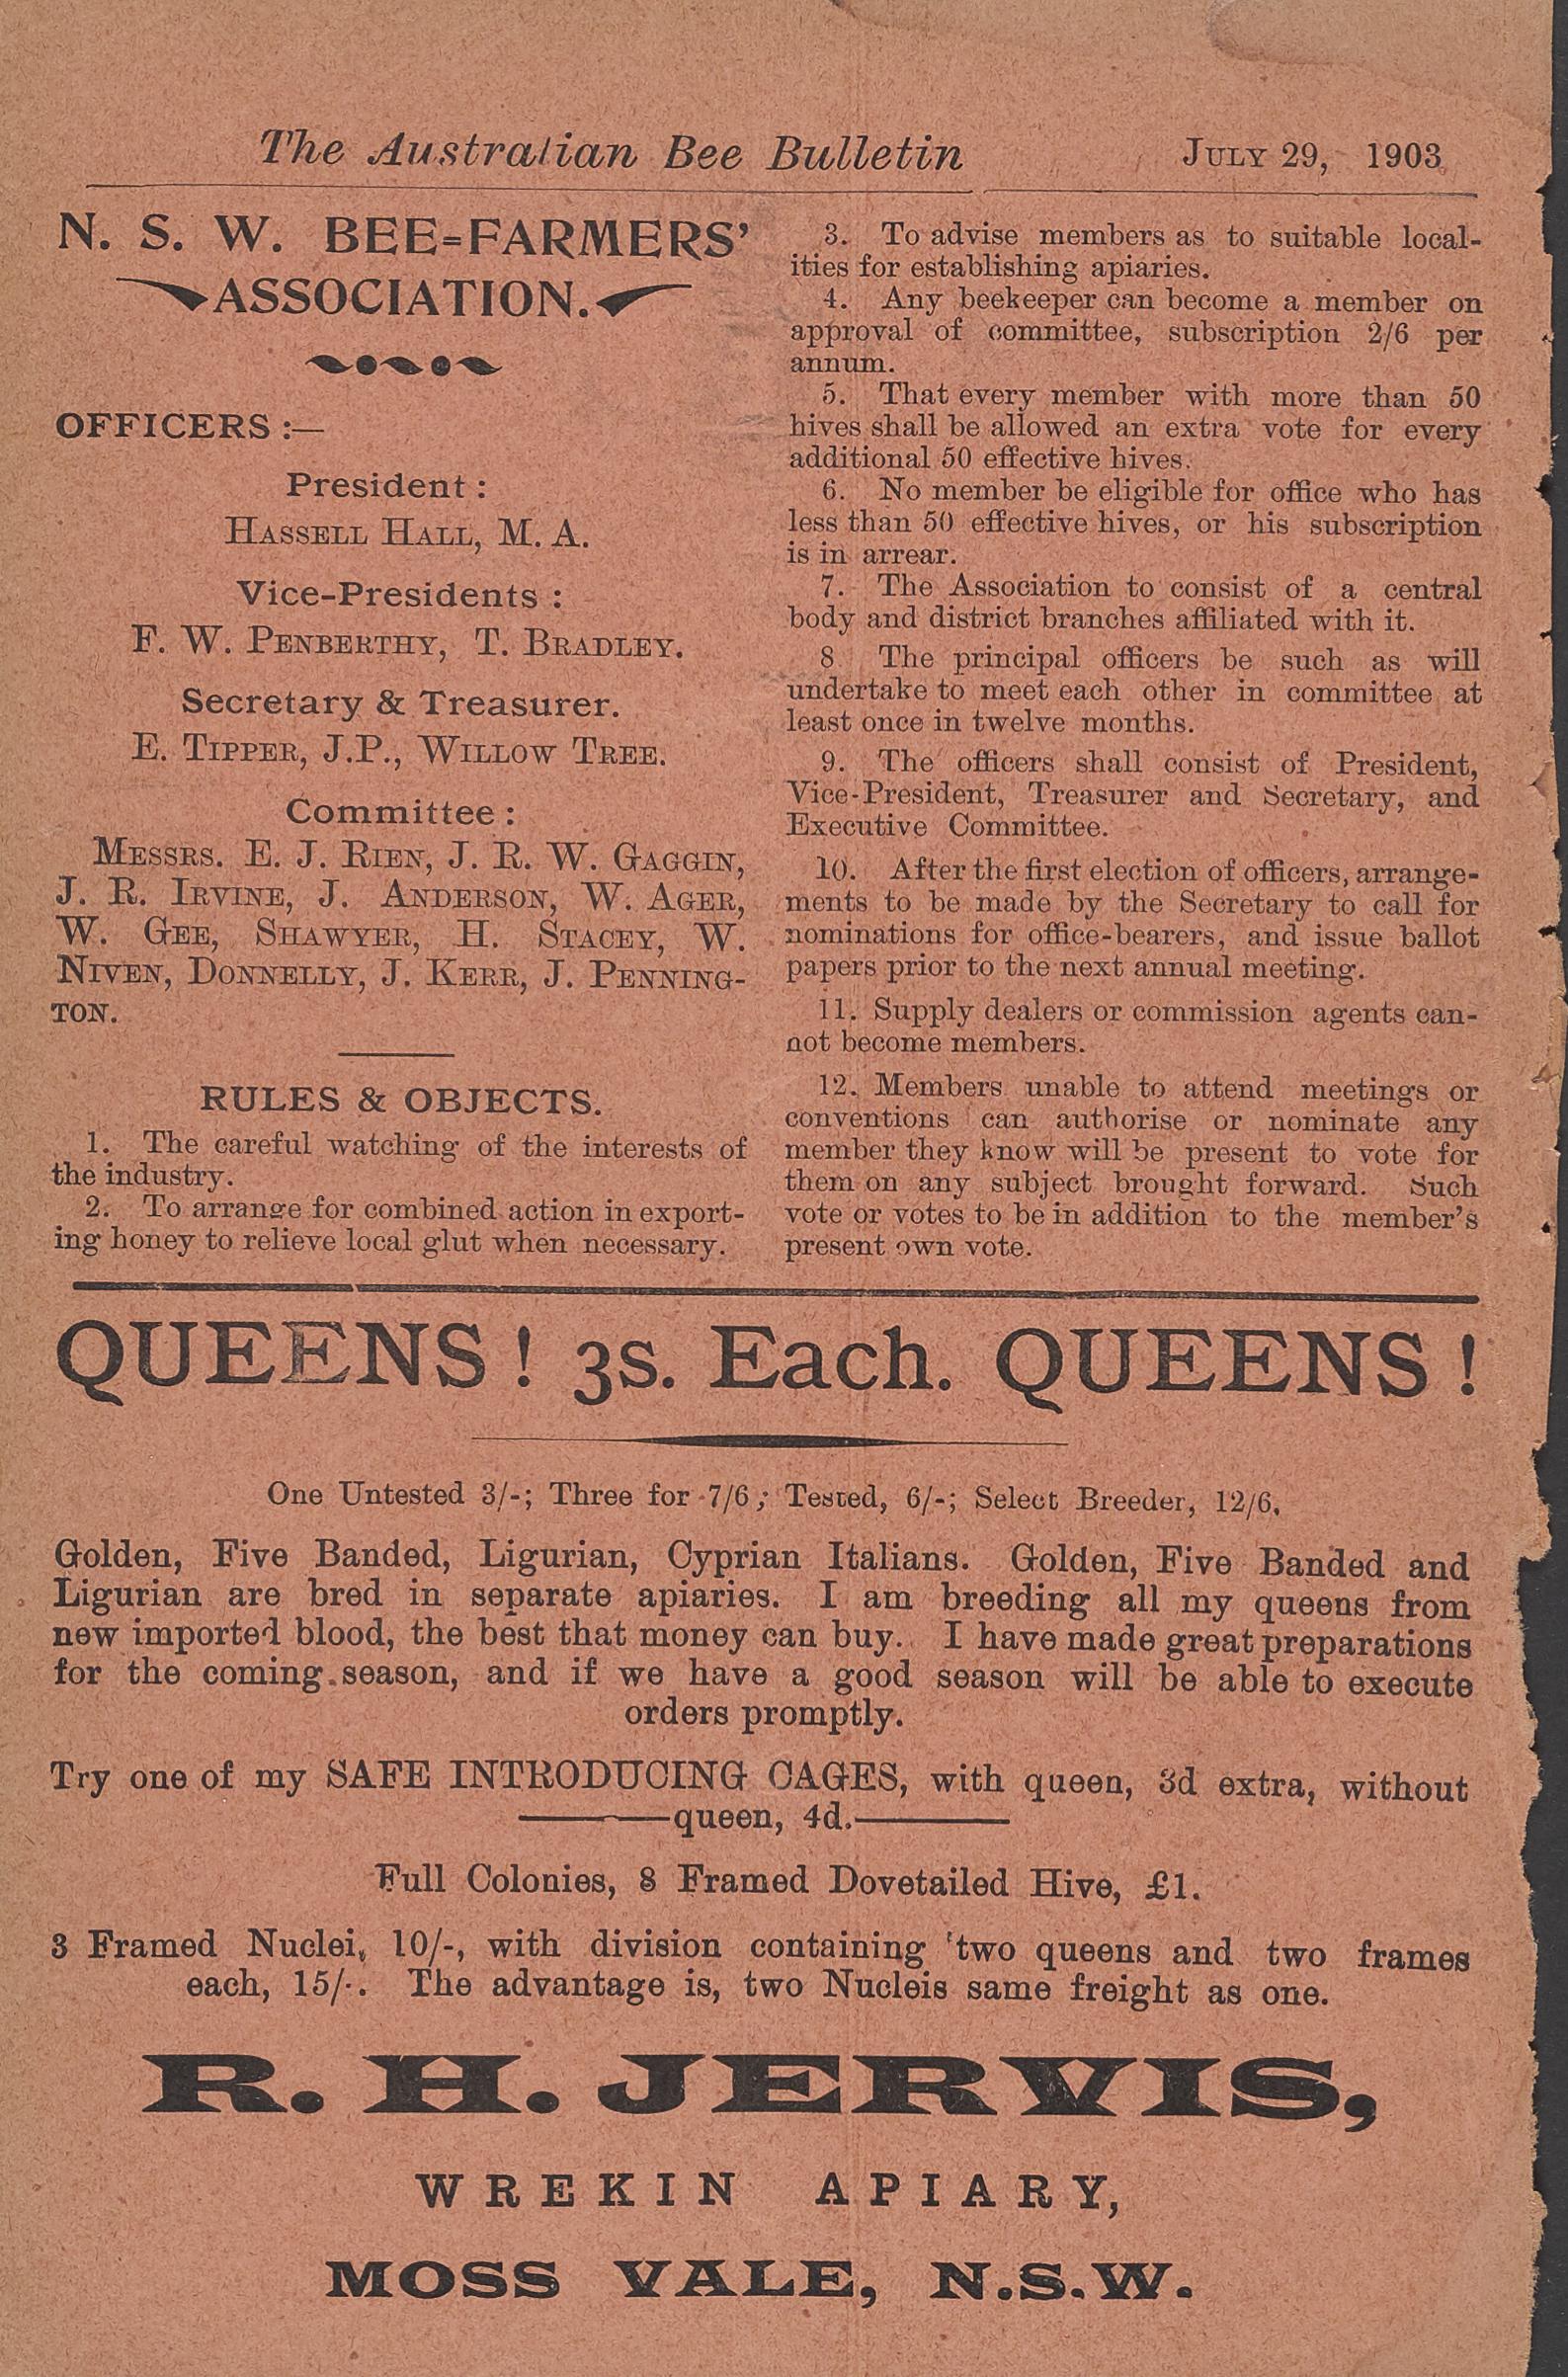 The Australian Bee Bulletin JULY 29, 1903
N. S. W. BEE=FARMERS'
ASSOCIATION.
OFFICERS :—
President :
HASSELL HALL, M. A.
Vice-Presidents :
F. W. PENBERTHY, T. BRADLEY.
Secretary & Treasurer.
E. TIPPER, J.P., WILLOW TREE.
Committee :
MESSRS. E. J. RIEN, J. R. W. GAGGIN,
J. R. IRVINE, J. ANDERSON, W. AGER,
W. GEE, SHAWYER, H. STACEY, W.
NIVEN, DONNELLY, J. KERR, J. PENNING-
TON.
RULES & OBJECTS.
1. The careful watching of the interests of
the industry.
2. To arrange for combined action in export-
ing honey to relieve local glut when necessary.
3. To advise members as to suitable local-
ities for establishing apiaries.
4. Any beekeeper can become a member on
approval of committee, subscription 2/6 per
annum.
5. That every member with more than 50
hives shall be allowed an extra vote for every
additional 50 effective hives.
6. No member be eligible for office who has
less than 50 effective hives, or his subscription
is in arrear.
7. The Association to consist of a central
body and district branches affiliated with it.
8 The principal officers be such as will
undertake to meet each other in committee at
least once in twelve months.
9. The officers shall consist of President,
Vice-President, Treasurer and Secretary, and
Executive Committee.
10. After the first election of officers, arrange-
ments to be made by the Secretary to call for
nominations for office-bearers, and issue ballot
papers prior to the next annual meeting.
11. Supply dealers or commission agents can-
not become members.
12. Members unable to attend meetings or
conventions can authorise or nominate any
member they know will be present to vote for
them on any subject brought forward. Such
vote or votes to be in addition to the member's
present own vote.
QUEENS ! 3s. Each. QUEENS !
One Untested 3/-; Three for 7/6; Tested, 6/-; Select Breeder, 12/6.
Golden, Five Banded, Ligurian, Cyprian Italians. Golden, Five Banded and
Ligurian are bred in separate apiaries. I am breeding all my queens from
new imported blood, the best that money can buy. I have made great preparations
for the coming season, and if we have a good season will be able to execute
orders promptly.
Try one of my SAFE INTRODUCING CAGES, with queen, 3d extra, without
queen, 4d.
Full Colonies, 8 Framed Dovetailed Hive, £1.
3 Framed Nuclei, 10/-, with division containing two queens and two frames
each, 15/-. The advantage is, two Nucleis same freight as one.
R. H. JERVIS,
WREKIN APIARY,
MOSS VALE, N.S.W.